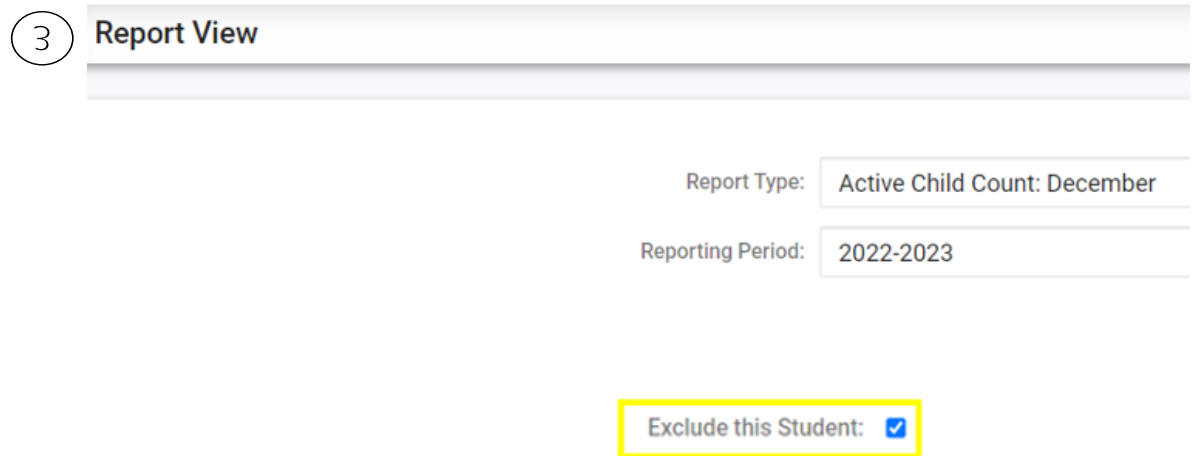 3 Report View
Report Type: Active Child Count: December
Reporting Period: 2022-2023
Exclude this Student: